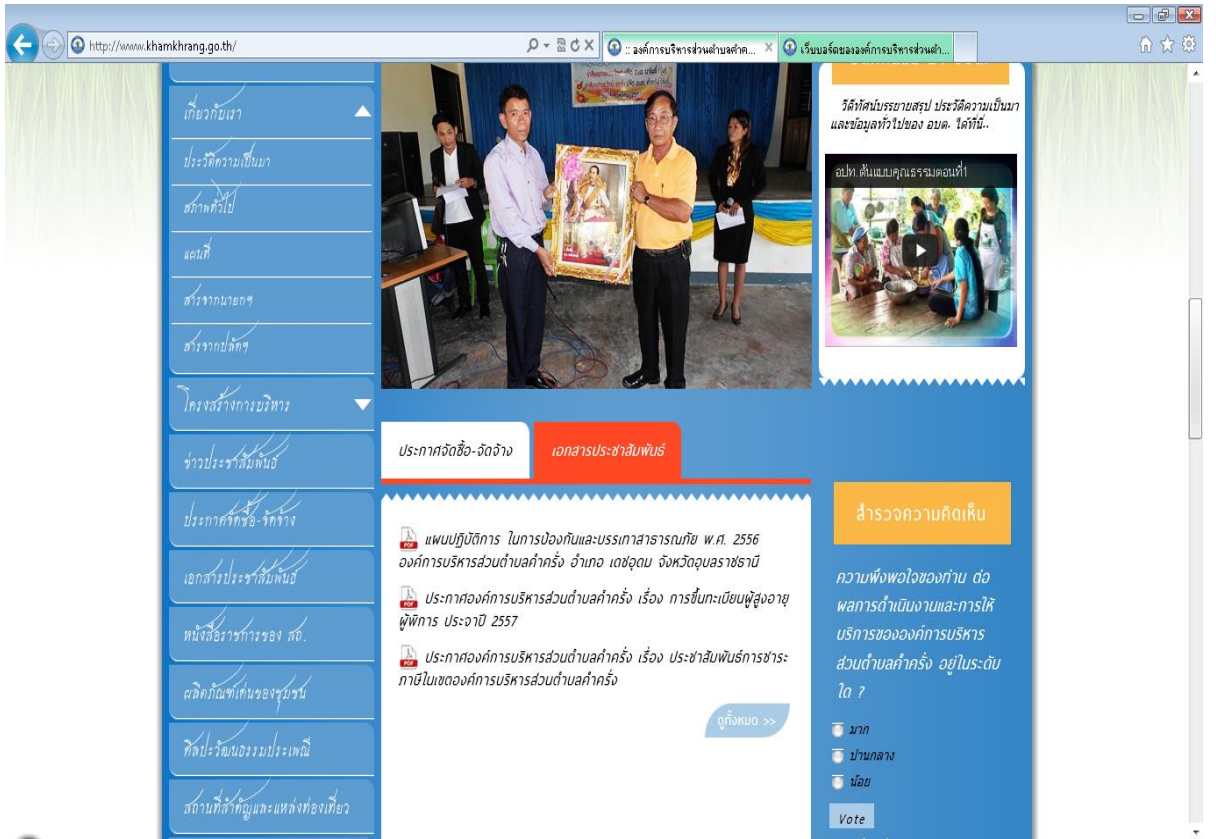 http://www.khamkhrang.go.th/
:: องค์การบริหารส่วนตำบลคำค...
เว็บบอร์ดขององค์การบริหารส่วนตำ...
เกี่ยวกับเรา
ประวัติความเป็นมา
สภาพทั่วไป
แผนที่
สารจากนายกฯ
สารจากปลัดฯ
โครงสร้างการบริหาร
ข่าวประชาสัมพันธ์
ประกาศจัดซื้อ-จัดจ้าง
เอกสารประชาสัมพันธ์
หนังสือราชการของ สถ.
ผลิตภัณฑ์เด่นของชุมชน
ศิลปะวัฒนธรรมประเพณี
สถานที่สำคัญและแหล่งท่องเที่ยว
ประกาศจัดซื้อ-จัดจ้าง
เอกสารประชาสัมพันธ์
แผนปฏิบัติการ ในการป้องกันและบรรเทาสาธารณภัย พ.ศ. 2556
องค์การบริหารส่วนตำบลคำครั่ง อำเภอ เดชอุดม จังหวัดอุบลราชธานี
ประกาศองค์การบริหารส่วนตำบลคำครั่ง เรื่อง การขึ้นทะเบียนผู้สูงอายุ
ผู้พิการ ประจาปี 2557
ประกาศองค์การบริหารส่วนตำบลคำครั่ง เรื่อง ประชาสัมพันธ์การชาระ
ภาษีในเขตองค์การบริหารส่วนตำบลคำครั่ง
ดูทั้งหมด >>
วิดีทัศน์บรรยายสรุป ประวัติความเป็นมา
และข้อมูลทั่วไปของ อบต. ได้ที่นี่..
อปท.ต้นแบบคุณธรรมตอนที่1
สำรวจความคิดเห็น
ความพึงพอใจของท่าน ต่อ
ผลการดำเนินงานและการให้
บริการขององค์การบริหาร
ส่วนตำบลคำครั่ง อยู่ในระดับ
ใด ?
มาก
ปานกลาง
น้อย
Vote